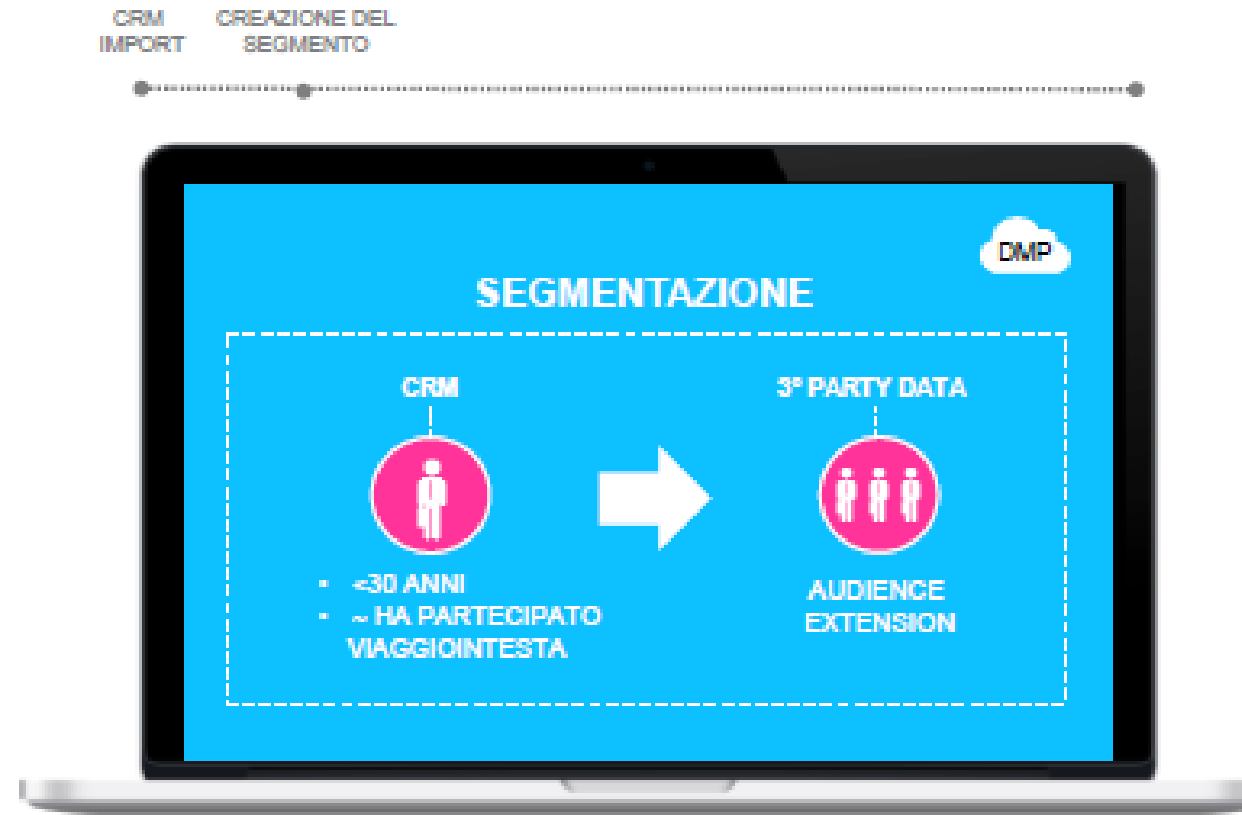 CRM
IMPORT
CREAZIONE DEL
SEGMENTO
DMP
SEGMENTAZIONE
CRM
3° PARTY DATA
• <30 ANNI
• ~ HA PARTECIPATO
VIAGGIOINTESTA
AUDIENCE
EXTENSION